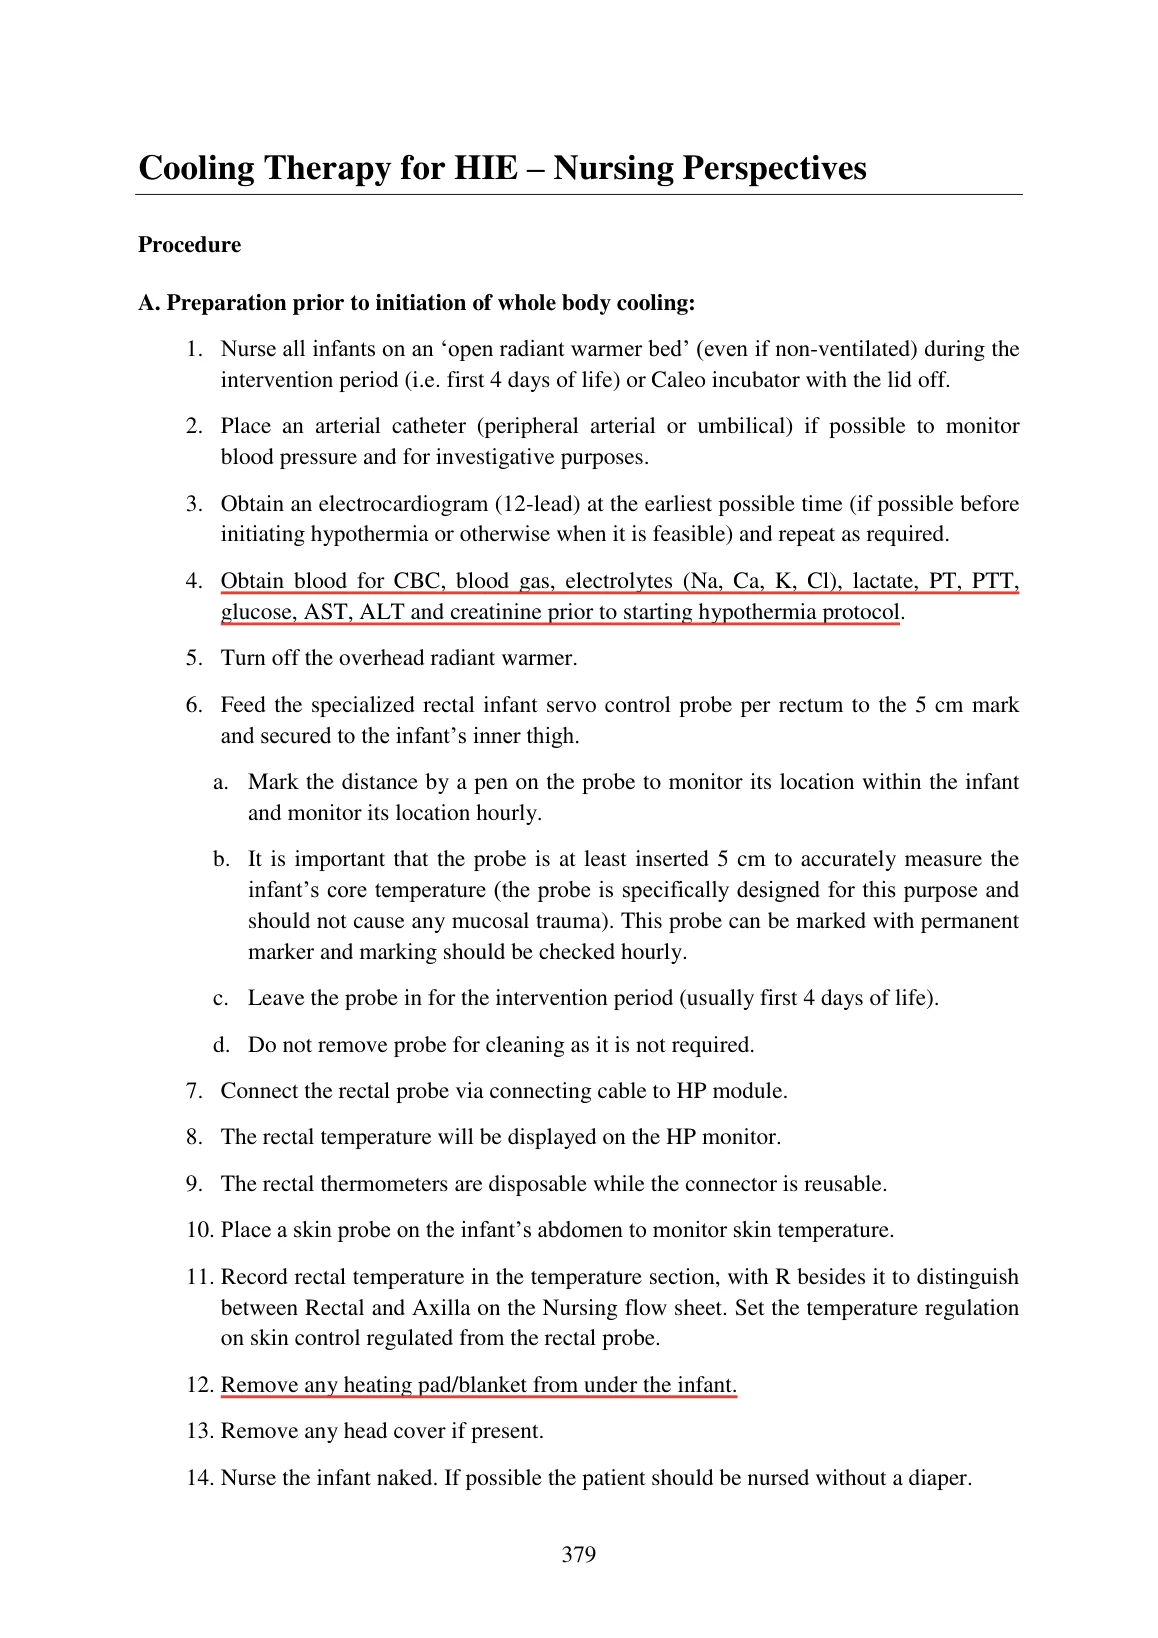 Cooling Therapy for HIE – Nursing Perspectives
Procedure
A. Preparation prior to initiation of whole body cooling:
1. Nurse all infants on an ‘open radiant warmer bed’ (even if non-ventilated) during the
intervention period (i.e. first 4 days of life) or Caleo incubator with the lid off.
2. Place an arterial catheter (peripheral arterial or umbilical) if possible to monitor
blood pressure and for investigative purposes.
3. Obtain an electrocardiogram (12-lead) at the earliest possible time (if possible before
initiating hypothermia or otherwise when it is feasible) and repeat as required.
4. Obtain blood for CBC, blood gas, electrolytes (Na, Ca, K, Cl), lactate, PT, PTT,
glucose, AST, ALT and creatinine prior to starting hypothermia protocol.
5. Turn off the overhead radiant warmer.
6. Feed the specialized rectal infant servo control probe per rectum to the 5 cm mark
and secured to the infant’s inner thigh.
a. Mark the distance by a pen on the probe to monitor its location within the infant
and monitor its location hourly.
b. It is important that the probe is at least inserted 5 cm to accurately measure the
infant’s core temperature (the probe is specifically designed for this purpose and
should not cause any mucosal trauma). This probe can be marked with permanent
marker and marking should be checked hourly.
c. Leave the probe in for the intervention period (usually first 4 days of life).
d. Do not remove probe for cleaning as it is not required.
7. Connect the rectal probe via connecting cable to HP module.
8. The rectal temperature will be displayed on the HP monitor.
9. The rectal thermometers are disposable while the connector is reusable.
10. Place a skin probe on the infant’s abdomen to monitor skin temperature.
11. Record rectal temperature in the temperature section, with R besides it to distinguish
between Rectal and Axilla on the Nursing flow sheet. Set the temperature regulation
on skin control regulated from the rectal probe.
12. Remove any heating pad/blanket from under the infant.
13. Remove any head cover if present.
14. Nurse the infant naked. If possible the patient should be nursed without a diaper.
379